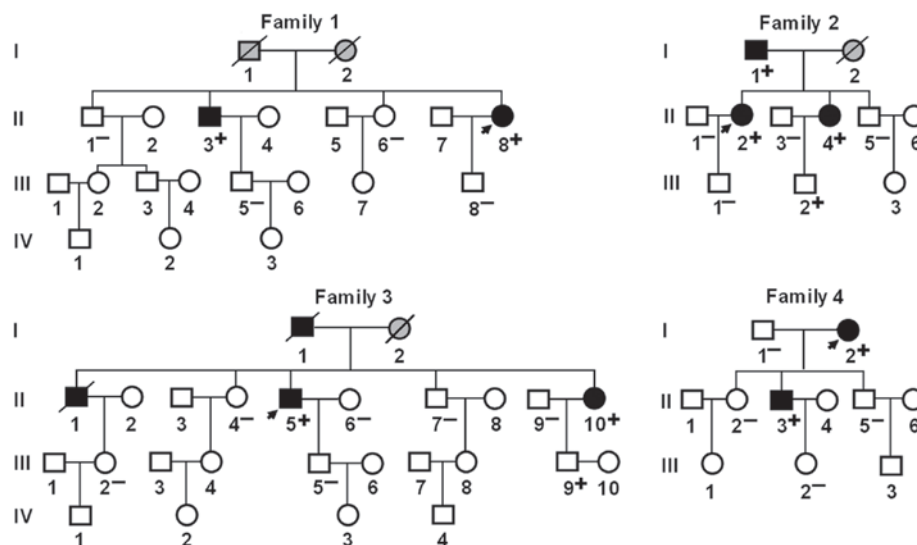 Family 1
I
1 2
II
1− 2 3+ 4 5 6− 7 8+
III
1 2 3 4 5− 6 7 8−
IV
1 2 3
Family 2
I
1+ 2
II
1− 2+ 3− 4+ 5− 6
III
1− 2+ 3
Family 3
I
1 2
II
1 2 3 4− 5+ 6− 7− 8 9− 10+
III
1 2− 3 4 5− 6 7 8 9+ 10
IV
1 2 3 4
Family 4
I
1− 2+
II
1 2− 3+ 4 5− 6
III
1 2− 3